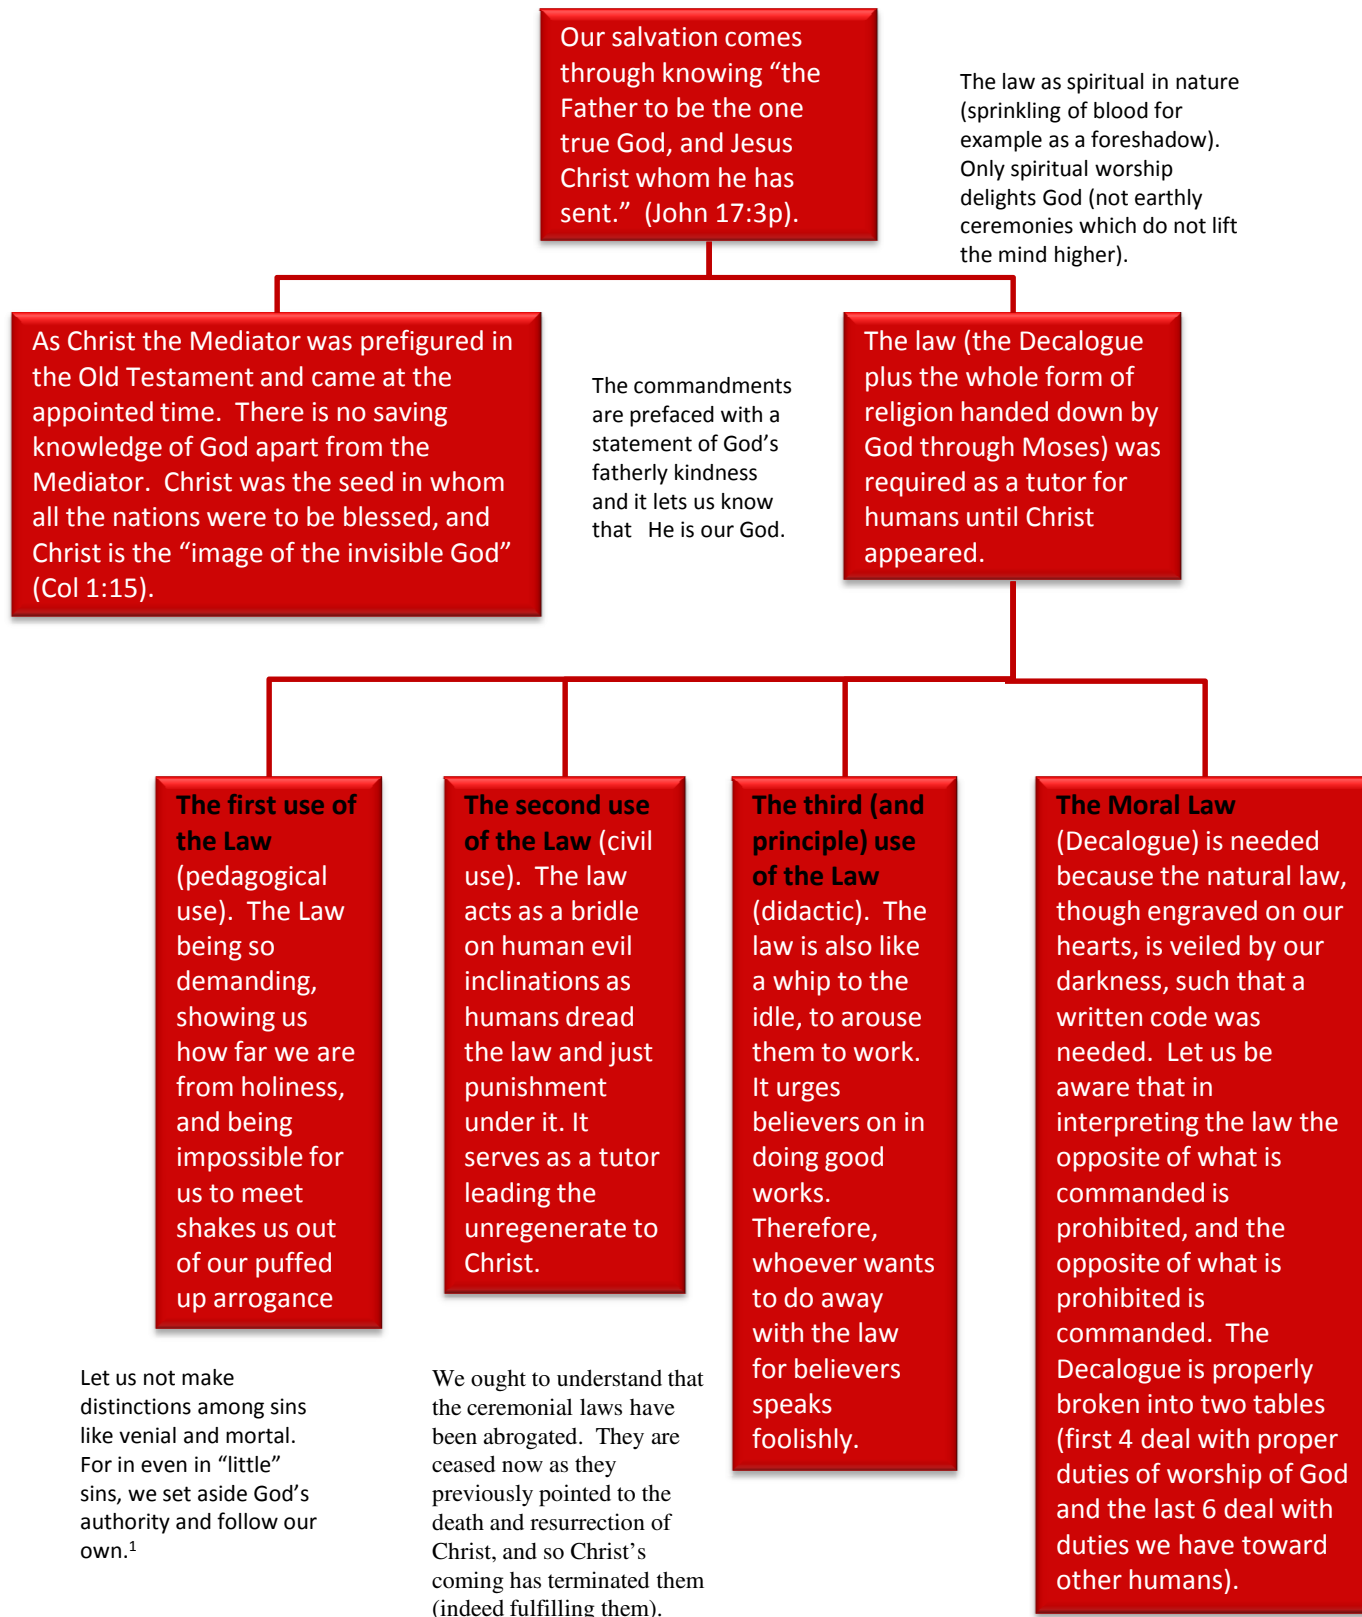 Our salvation comes
through knowing “the
Father to be the one
true God, and Jesus
Christ whom he has
sent.”  (John 17:3p).
The law as spiritual in nature
(sprinkling of blood for
example as a foreshadow).
Only spiritual worship
delights God (not earthly
ceremonies which do not lift
the mind higher).
As Christ the Mediator was prefigured in
the Old Testament and came at the
appointed time.  There is no saving
knowledge of God apart from the
Mediator.  Christ was the seed in whom
all the nations were to be blessed, and
Christ is the “image of the invisible God”
(Col 1:15).
The commandments
are prefaced with a
statement of God’s
fatherly kindness
and it lets us know
that   He is our God.
The law (the Decalogue
plus the whole form of
religion handed down by
God through Moses) was
required as a tutor for
humans until Christ
appeared.
The first use of
the Law
(pedagogical
use).  The Law
being so
demanding,
showing us
how far we are
from holiness,
and being
impossible for
us to meet
shakes us out
of our puffed
up arrogance
The second use
of the Law (civil
use).  The law
acts as a bridle
on human evil
inclinations as
humans dread
the law and just
punishment
under it. It
serves as a tutor
leading the
unregenerate to
Christ.
The third (and
principle) use
of the Law
(didactic).  The
law is also like
a whip to the
idle, to arouse
them to work.
It urges
believers on in
doing good
works.
Therefore,
whoever wants
to do away
with the law
for believers
speaks
foolishly.
The Moral Law
(Decalogue) is needed
because the natural law,
though engraved on our
hearts, is veiled by our
darkness, such that a
written code was
needed.  Let us be
aware that in
interpreting the law the
opposite of what is
commanded is
prohibited, and the
opposite of what is
prohibited is
commanded.  The
Decalogue is properly
broken into two tables
(first 4 deal with proper
duties of worship of God
and the last 6 deal with
duties we have toward
other humans).
Let us not make
distinctions among sins
like venial and mortal.
For in even in “little”
sins, we set aside God’s
authority and follow our
own.¹
We ought to understand that
the ceremonial laws have
been abrogated.  They are
ceased now as they
previously pointed to the
death and resurrection of
Christ, and so Christ’s
coming has terminated them
(indeed fulfilling them).